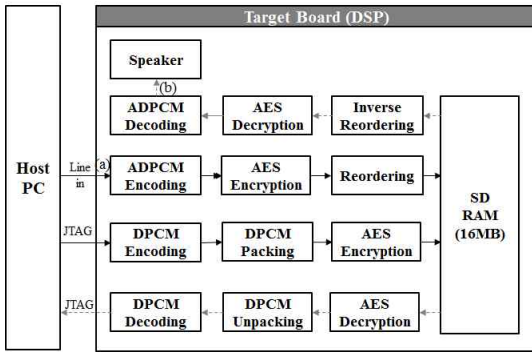 Target Board (DSP)
Speaker
(b)
ADPCM
Decoding
AES
Decryption
Inverse
Reordering
Host
PC
Line
in
(a)
ADPCM
Encoding
AES
Encryption
Reordering
SD
RAM
(16MB)
JTAG
DPCM
Encoding
DPCM
Packing
AES
Encryption
JTAG
DPCM
Decoding
DPCM
Unpacking
AES
Decryption